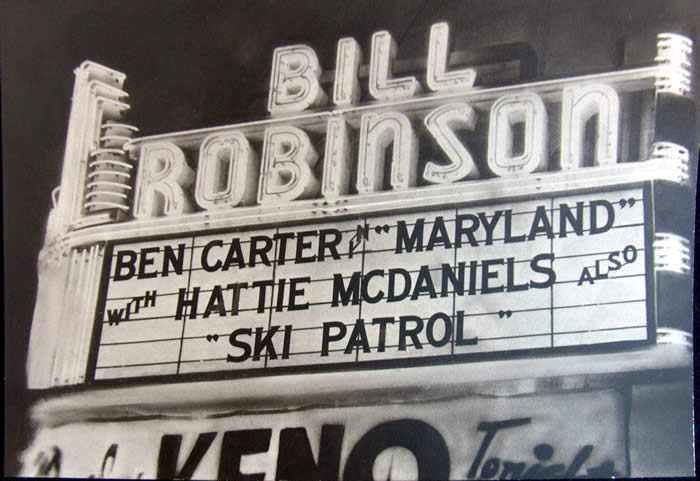 BILL
ROBINSON
BEN CARTER IN "MARYLAND"
WITH HATTIE MCDANIELS ALSO
"SKI PATROL"
KENO Tonight